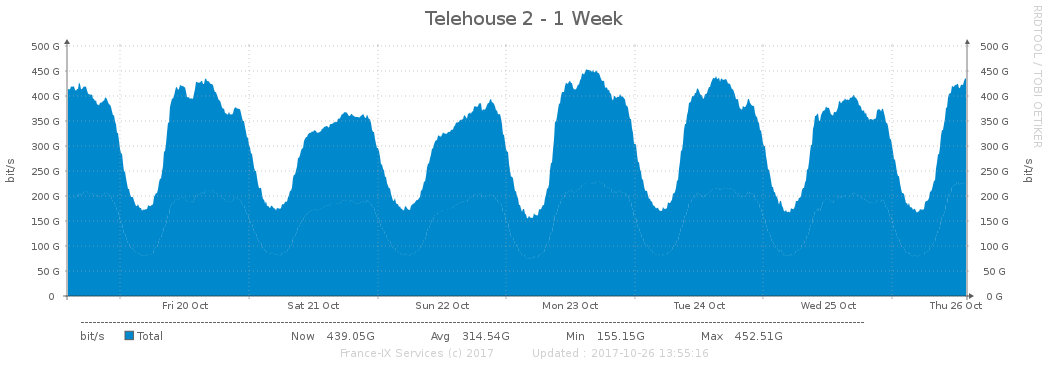 Telehouse 2 - 1 Week
RRDTOOL / TOBI OETIKER
500 G 500 G
450 G 450 G
400 G 400 G
350 G 350 G
300 G 300 G
250 G 250 G
200 G 200 G
150 G 150 G
100 G 100 G
50 G 50 G
0 0 G
bit/s bit/s
Fri 20 Oct Sat 21 Oct Sun 22 Oct Mon 23 Oct Tue 24 Oct Wed 25 Oct Thu 26 Oct
bit/s Total Now 439.05G Avg 314.54G Min 155.15G Max 452.51G
France-IX Services (c) 2017 Updated : 2017-10-26 13:55:16